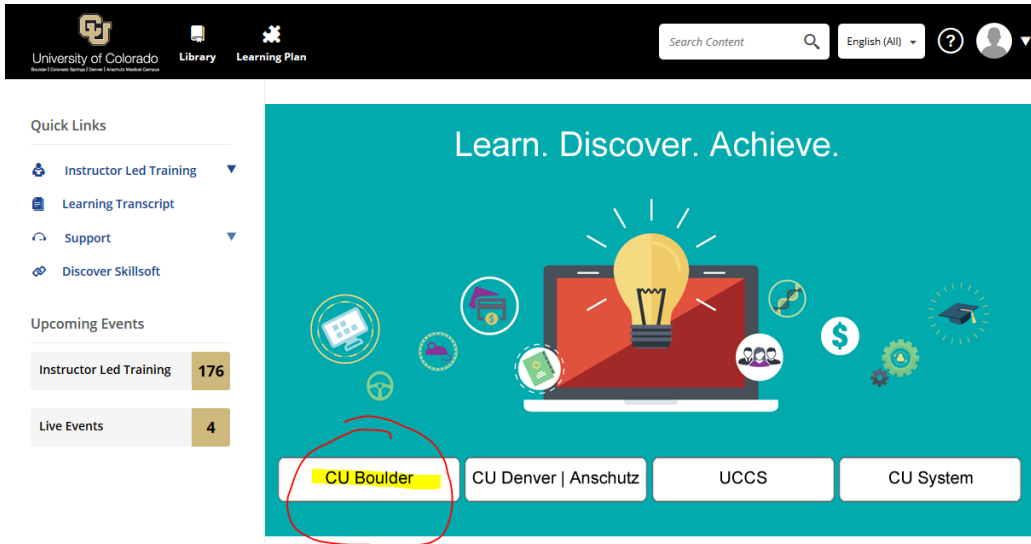 CU
University of Colorado
Boulder | Colorado Springs | Denver | Anschutz Medical Campus
Library
Learning Plan
Search Content
English (All)
?
Quick Links
Instructor Led Training
Learning Transcript
Support
Discover Skillsoft
Upcoming Events
Instructor Led Training 176
Live Events 4
Learn. Discover. Achieve.
$
$
CU Boulder
CU Denver | Anschutz
UCCS
CU System